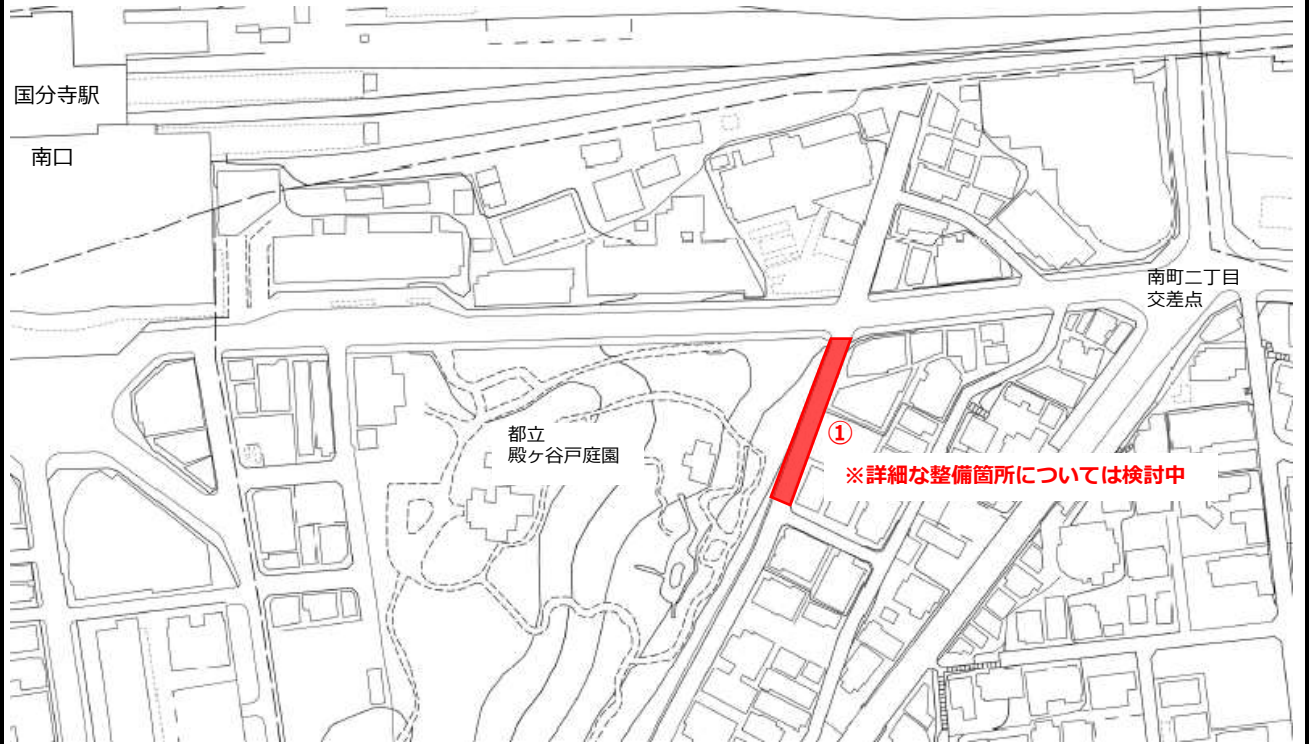 国分寺駅
南口
南町二丁目
交差点
都立
殿ヶ谷戸庭園
①
※詳細な整備箇所については検討中